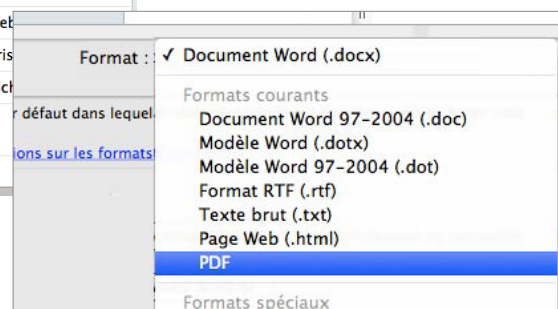 Format :
✓ Document Word (.docx)
Formats courants
Document Word 97-2004 (.doc)
r défaut dans lequel
Modèle Word (.dotx)
ions sur les formats
Modèle Word 97-2004 (.dot)
Format RTF (.rtf)
Texte brut (.txt)
Page Web (.html)
PDF
Formats spéciaux